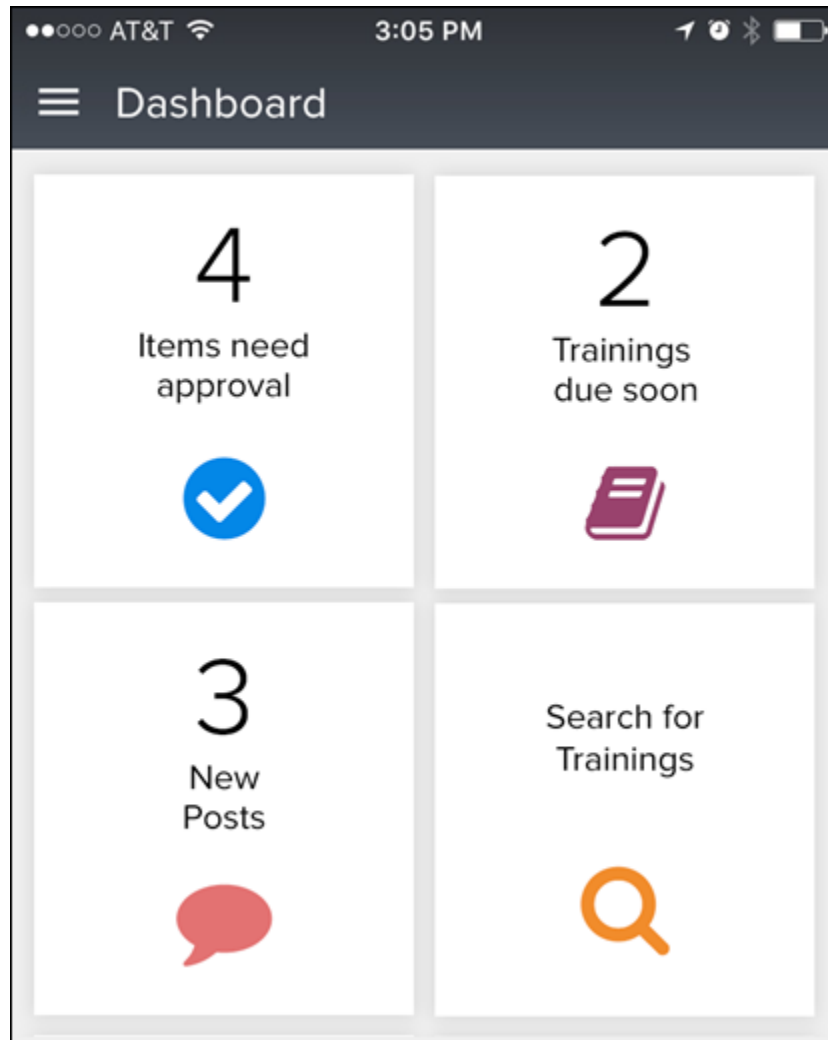 AT&T 3:05 PM
Dashboard
4
Items need
approval
2
Trainings
due soon
3
New
Posts
Search for
Trainings